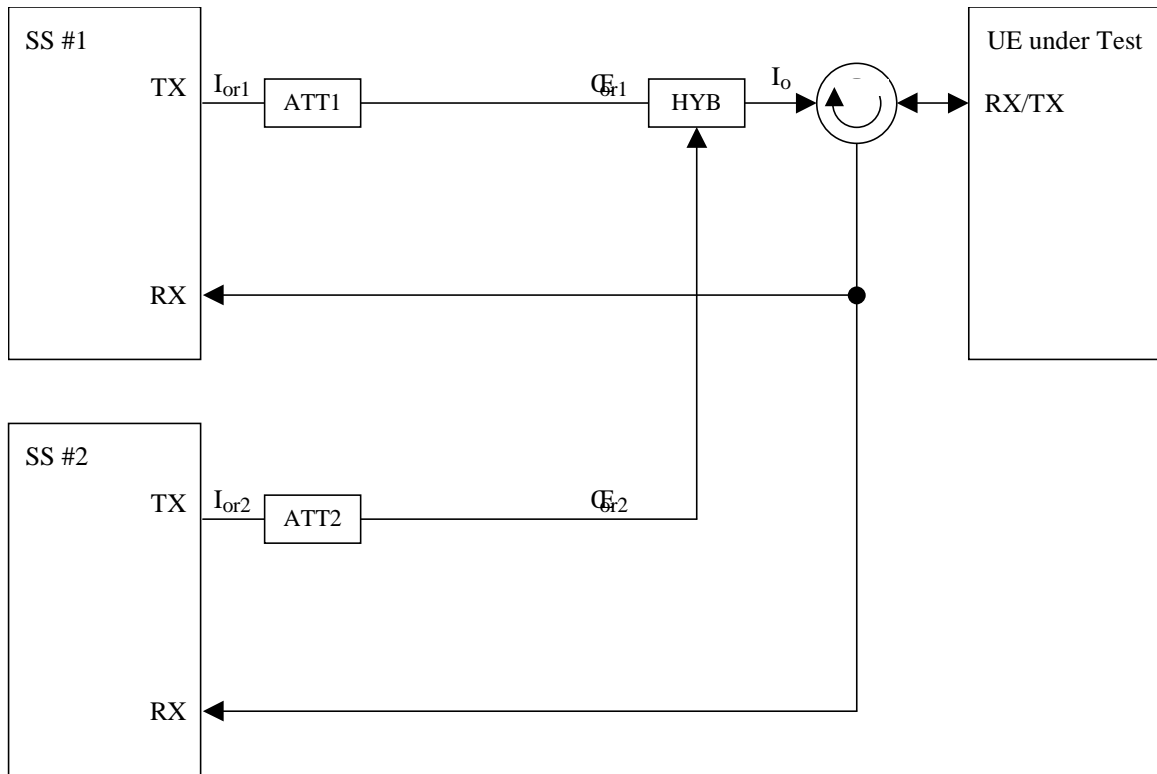 SS #1
UE under Test
TX
I_or1
ATT1
HYB
I_o
RX/TX
RX
SS #2
TX
I_or2
ATT2
RX